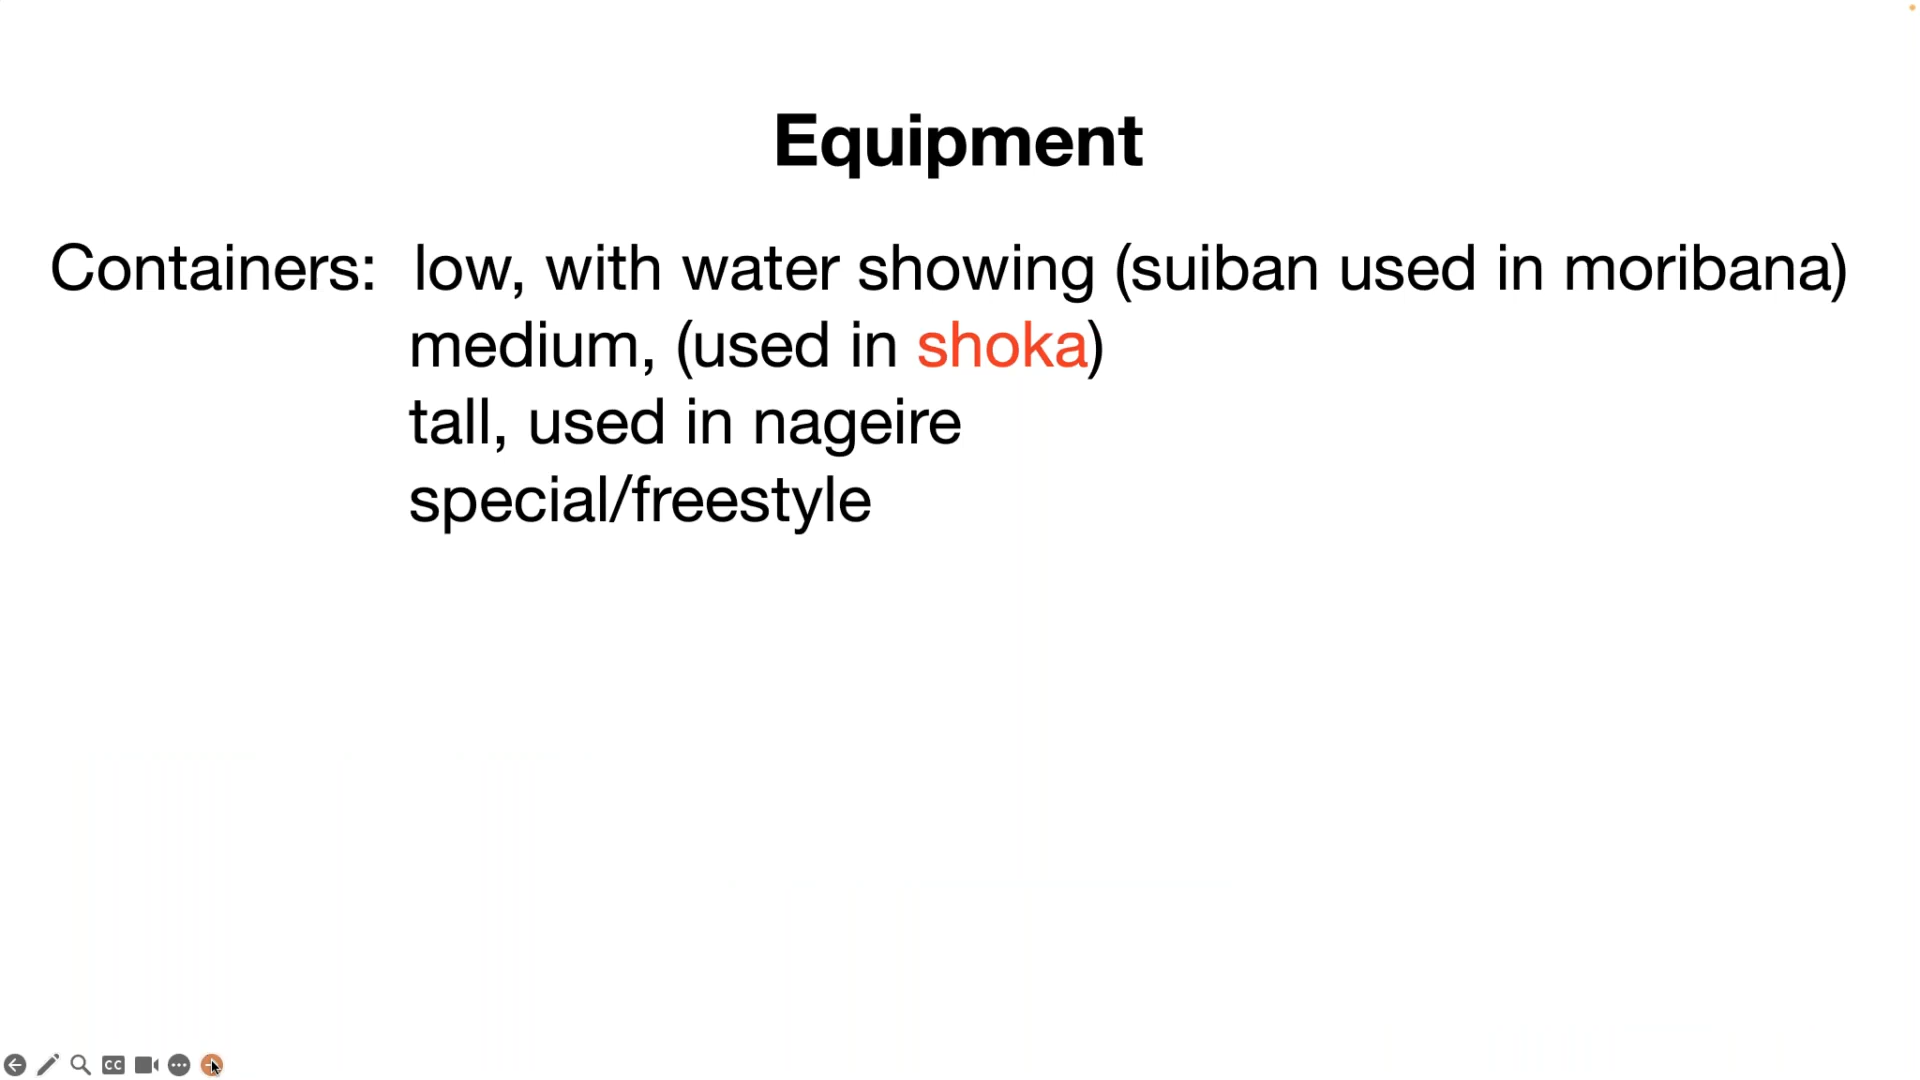 Equipment
Containers: low, with water showing (suiban used in moribana)
medium, (used in shoka)
tall, used in nageire
special/freestyle
CC